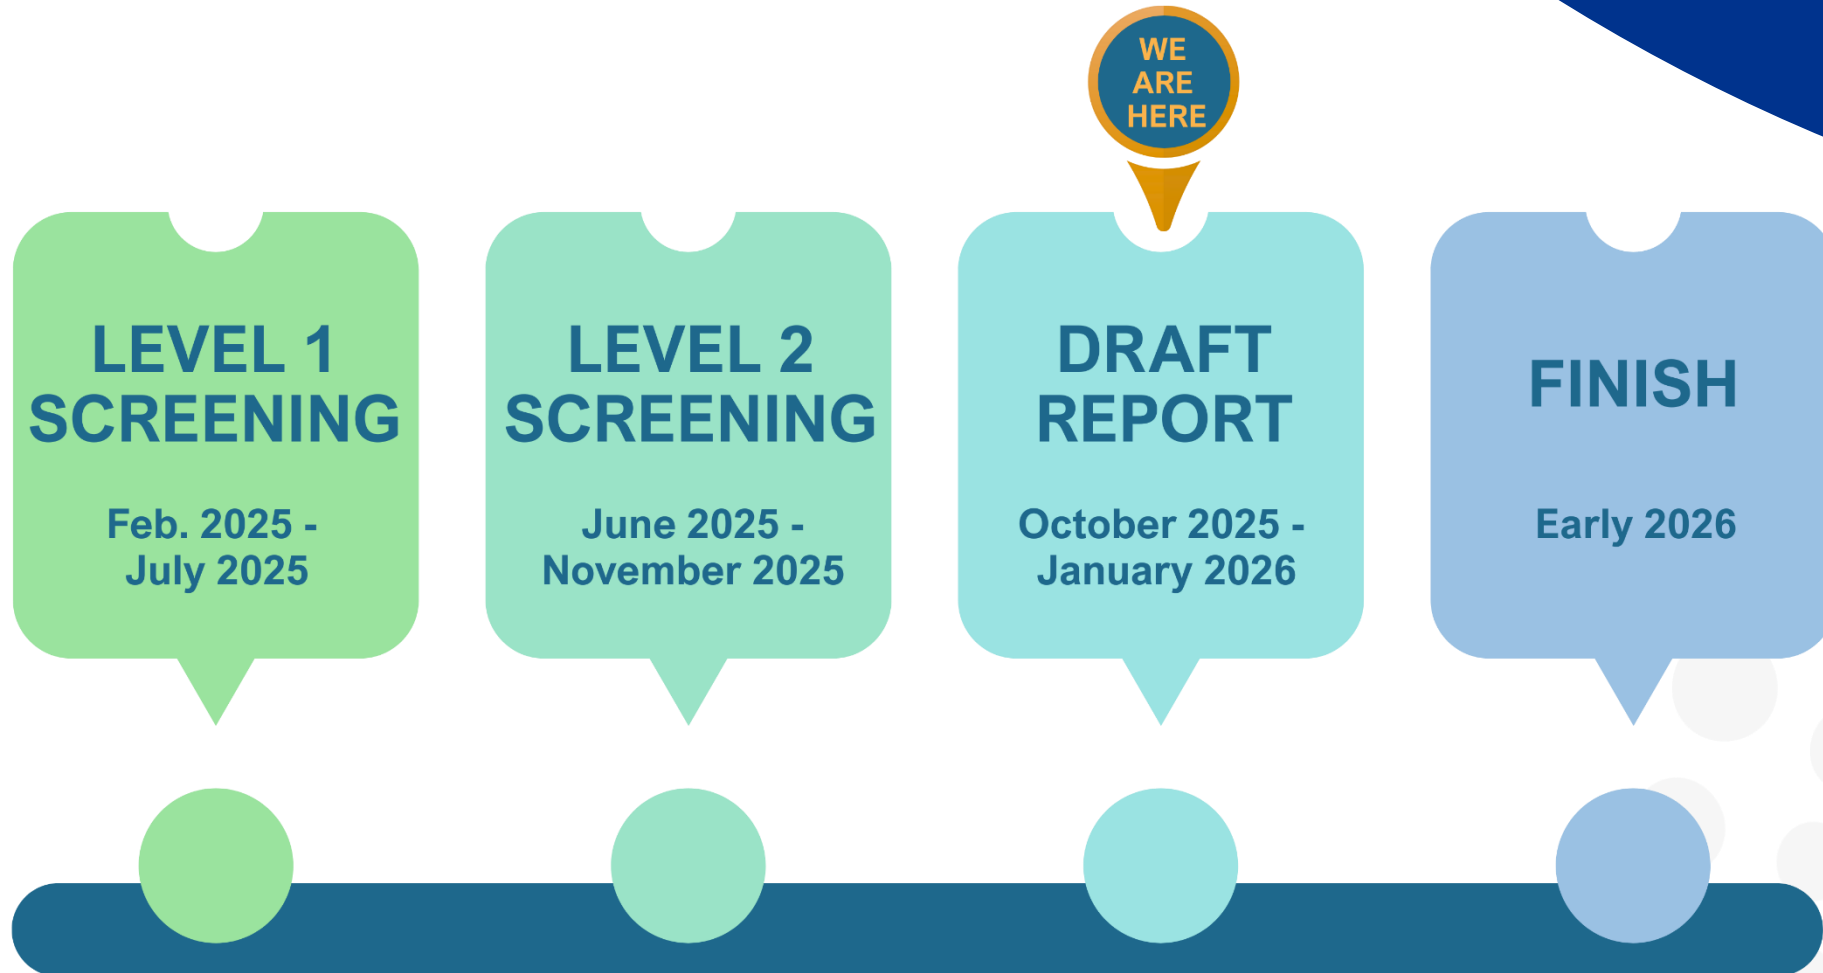 WE
ARE
HERE
LEVEL 1
SCREENING
Feb. 2025 -
July 2025
LEVEL 2
SCREENING
June 2025 -
November 2025
DRAFT
REPORT
October 2025 -
January 2026
FINISH
Early 2026